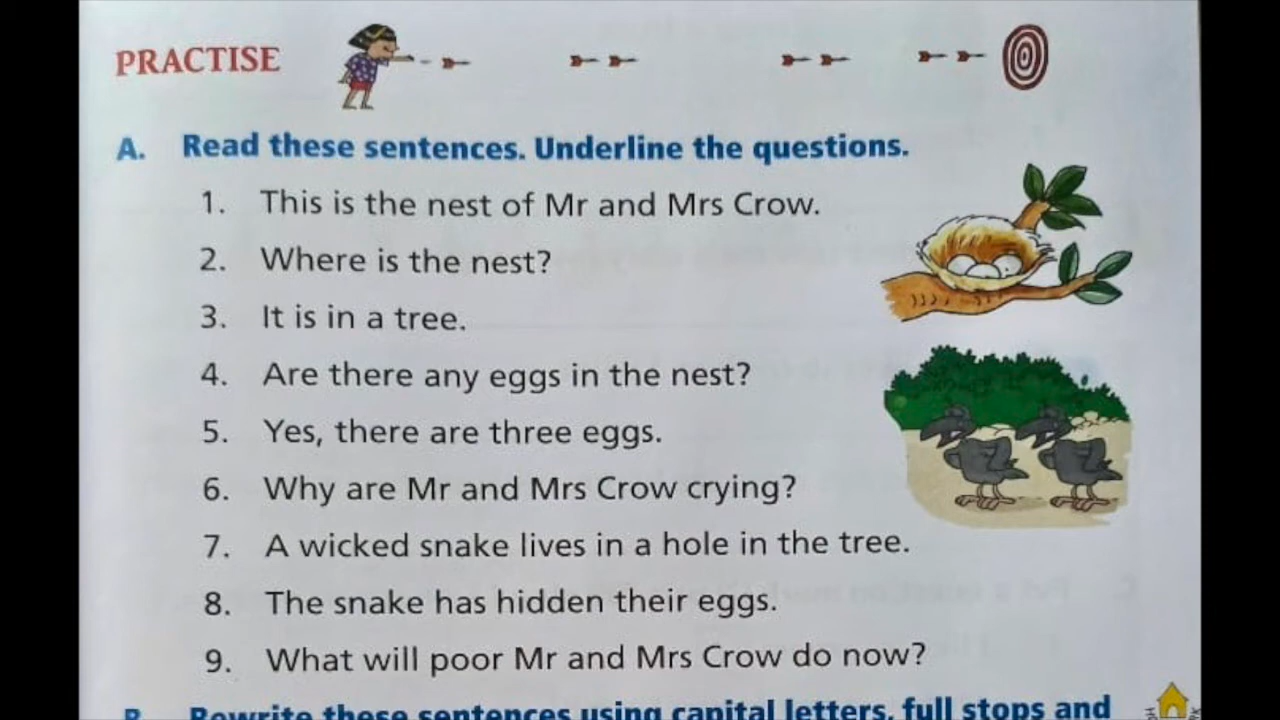 PRACTISE
A. Read these sentences. Underline the questions.
1. This is the nest of Mr and Mrs Crow.
2. Where is the nest?
3. It is in a tree.
4. Are there any eggs in the nest?
5. Yes, there are three eggs.
6. Why are Mr and Mrs Crow crying?
7. A wicked snake lives in a hole in the tree.
8. The snake has hidden their eggs.
9. What will poor Mr and Mrs Crow do now?
B. Rewrite these sentences using capital letters, full stops and